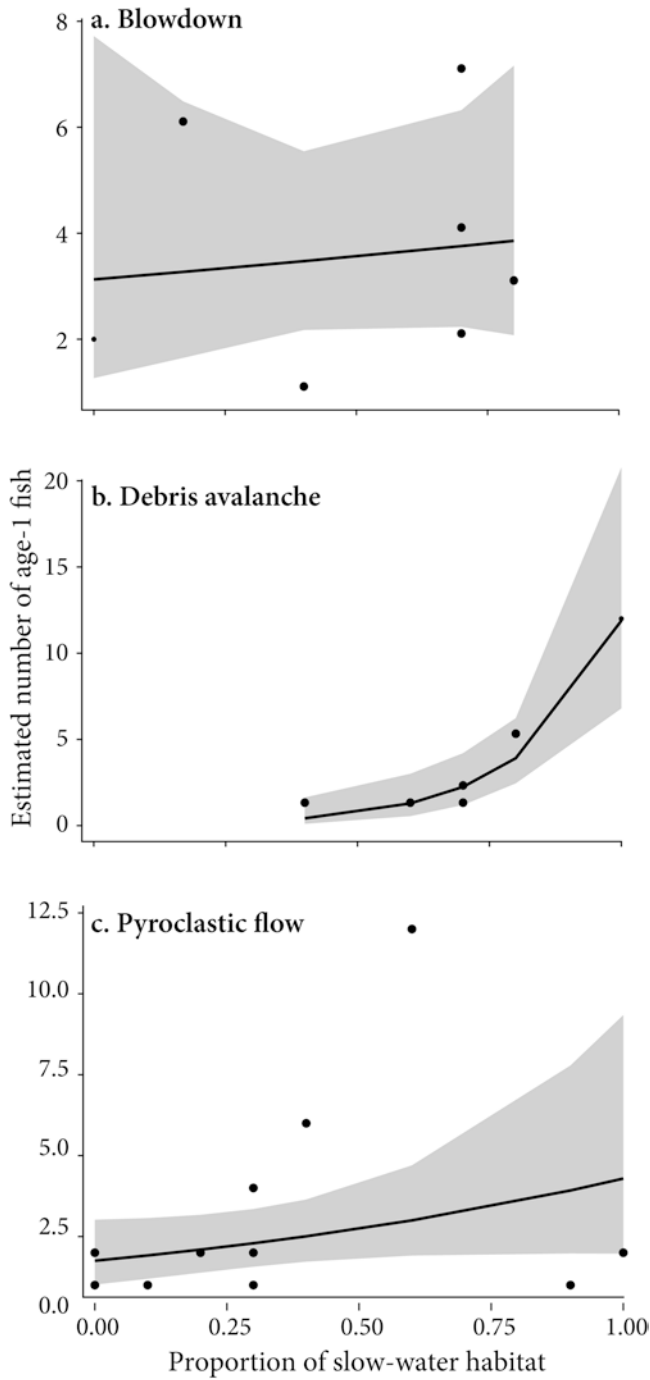 a. Blowdown
8
6
4
2
b. Debris avalanche
20
15
10
5
0
c. Pyroclastic flow
12.5
10.0
7.5
5.0
2.5
0.0
0.00 0.25 0.50 0.75 1.00
Proportion of slow-water habitat
Estimated number of age-1 fish